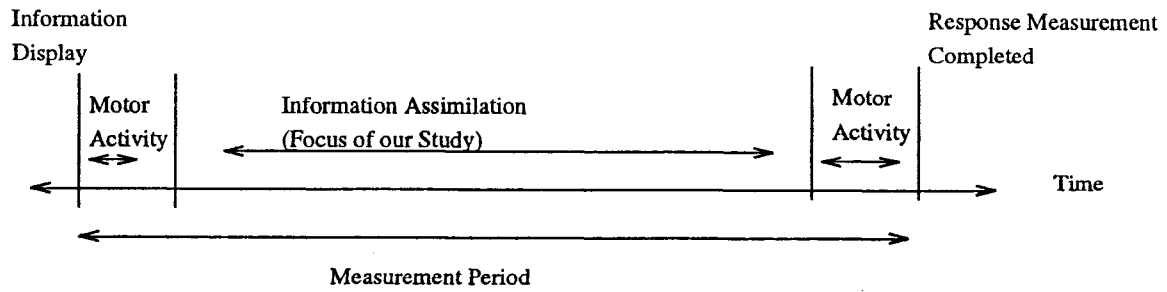 Information
Display
Response Measurement
Completed
Motor
Activity
Information Assimilation
(Focus of our Study)
Motor
Activity
Time
Measurement Period